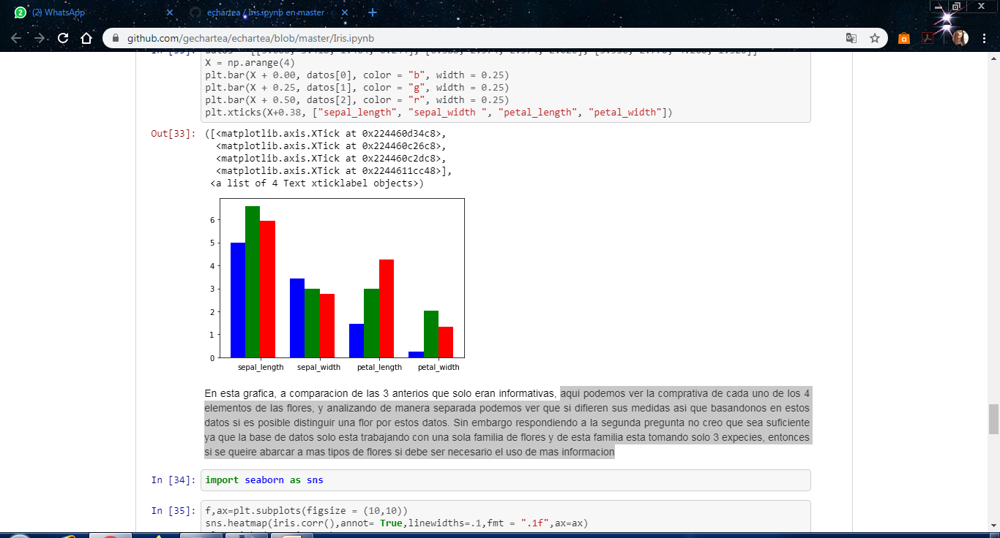 (2) WhatsApp
echartea / Iris.ipynb en master ·
github.com/gechartea/echartea/blob/master/Iris.ipynb
X = np.arange(4)
plt.bar(X + 0.00, datos[0], color = "b", width = 0.25)
plt.bar(X + 0.25, datos[1], color = "g", width = 0.25)
plt.bar(X + 0.50, datos[2], color = "r", width = 0.25)
plt.xticks(X+0.38, ["sepal_length", "sepal_width ", "petal_length", "petal_width"])
Out[33]: ([<matplotlib.axis.XTick at 0x224460d34c8>,
<matplotlib.axis.XTick at 0x224460c26c8>,
<matplotlib.axis.XTick at 0x224460c2dc8>,
<matplotlib.axis.XTick at 0x2244611cc48>],
<a list of 4 Text xticklabel objects>)
6
5
4
3
2
1
0
sepal_length sepal_width petal_length petal_width
En esta grafica, a comparacion de las 3 anterios que solo eran informativas, aqui podemos ver la comprativa de cada uno de los 4
elementos de las flores, y analizando de manera separada podemos ver que si difieren sus medidas asi que basandonos en estos
datos si es posible distinguir una flor por estos datos. Sin embargo respondiendo a la segunda pregunta no creo que sea suficiente
ya que la base de datos solo esta trabajando con una sola familia de flores y de esta familia esta tomando solo 3 expecies, entonces
si se queire abarcar a mas tipos de flores si debe ser necesario el uso de mas informacion
In [34]: import seaborn as sns
In [35]: f,ax=plt.subplots(figsize = (10,10))
sns.heatmap(iris.corr(),annot= True,linewidths=.1,fmt = ".1f",ax=ax)